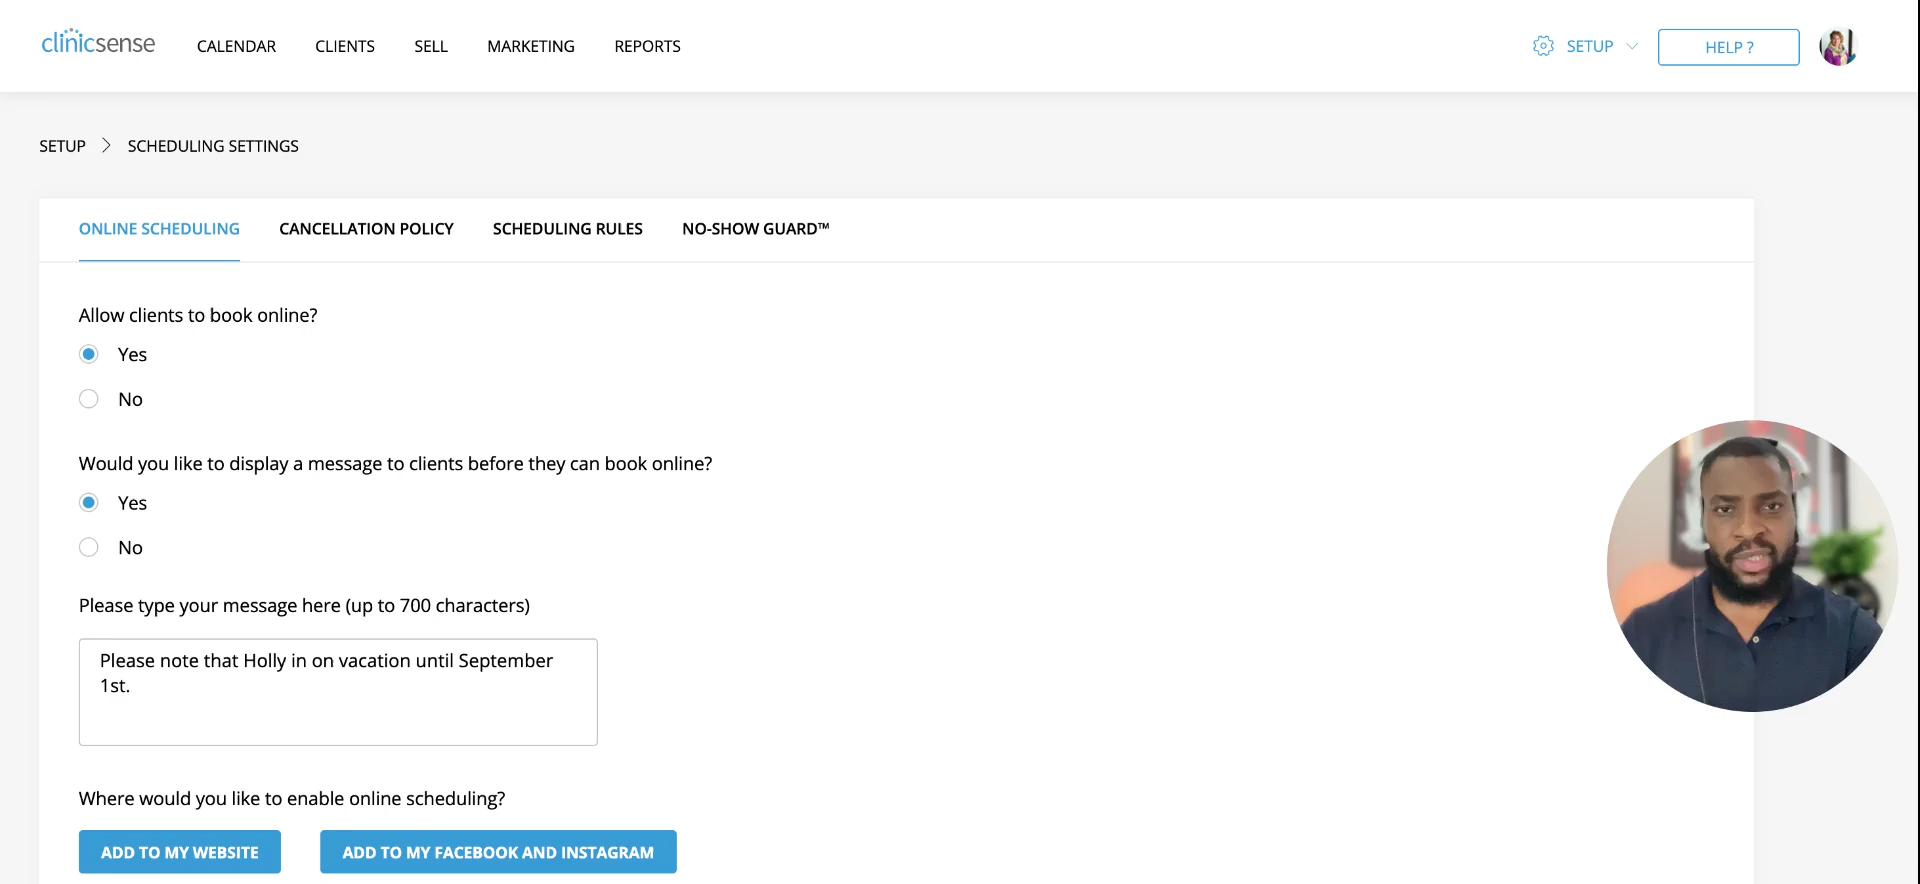 clinicsense CALENDAR CLIENTS SELL MARKETING REPORTS SETUP HELP ?
SETUP SCHEDULING SETTINGS
ONLINE SCHEDULING CANCELLATION POLICY SCHEDULING RULES NO-SHOW GUARD™
Allow clients to book online?
Yes
No
Would you like to display a message to clients before they can book online?
Yes
No
Please type your message here (up to 700 characters)
Please note that Holly in on vacation until September
1st.
Where would you like to enable online scheduling?
ADD TO MY WEBSITE ADD TO MY FACEBOOK AND INSTAGRAM